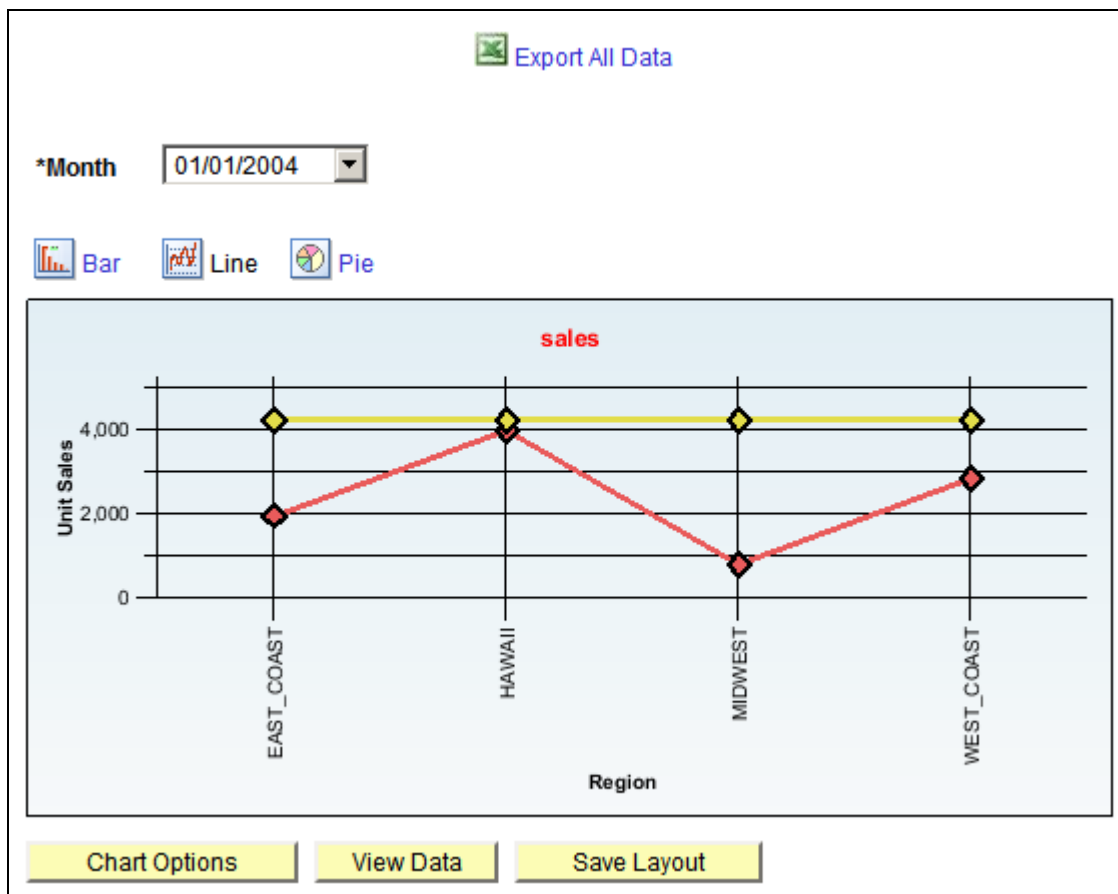 Export All Data
*Month 01/01/2004
Bar Line Pie
sales
4,000
2,000
0
Unit Sales
EAST_COAST
HAWAII
MIDWEST
WEST_COAST
Region
Chart Options View Data Save Layout